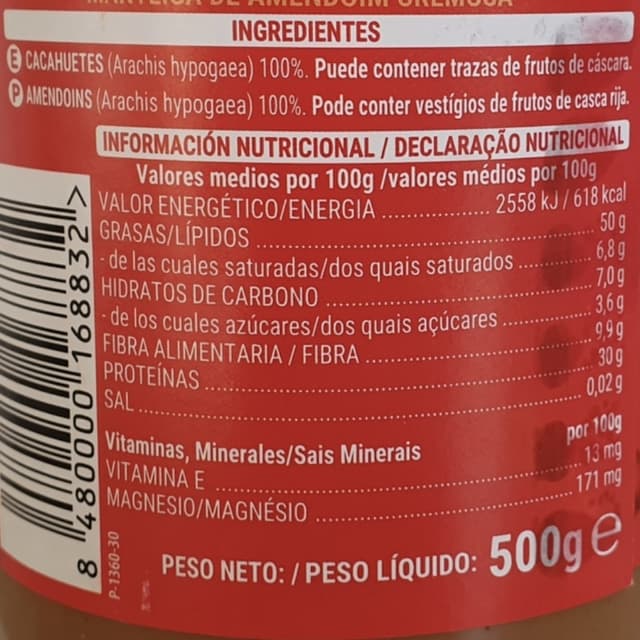 MANTEIGA DE AMENDOIM CREMOSA
INGREDIENTES
E CACAHUETES (Arachis hypogaea) 100%. Puede contener trazas de frutos de cáscara.
P AMENDOINS (Arachis hypogaea) 100%. Pode conter vestígios de frutos de casca rija.
INFORMACIÓN NUTRICIONAL / DECLARAÇÃO NUTRICIONAL
Valores medios por 100g /valores médios por 100g
VALOR ENERGÉTICO/ENERGIA .............. 2558 kJ / 618 kcal
GRASAS/LÍPIDOS .............. 50 g
- de las cuales saturadas/dos quais saturados .............. 6,8 g
HIDRATOS DE CARBONO .............. 7,0 g
- de los cuales azúcares/dos quais açúcares .............. 3,6 g
FIBRA ALIMENTARIA / FIBRA .............. 9,9 g
PROTEÍNAS .............. 30 g
SAL .............. 0,02 g
Vitaminas, Minerales/Sais Minerais por 100g
VITAMINA E .............. 13 mg
MAGNESIO/MAGNÉSIO .............. 171 mg
PESO NETO: / PESO LÍQUIDO: 500g e
8 480000 168832 >
P-1360-30